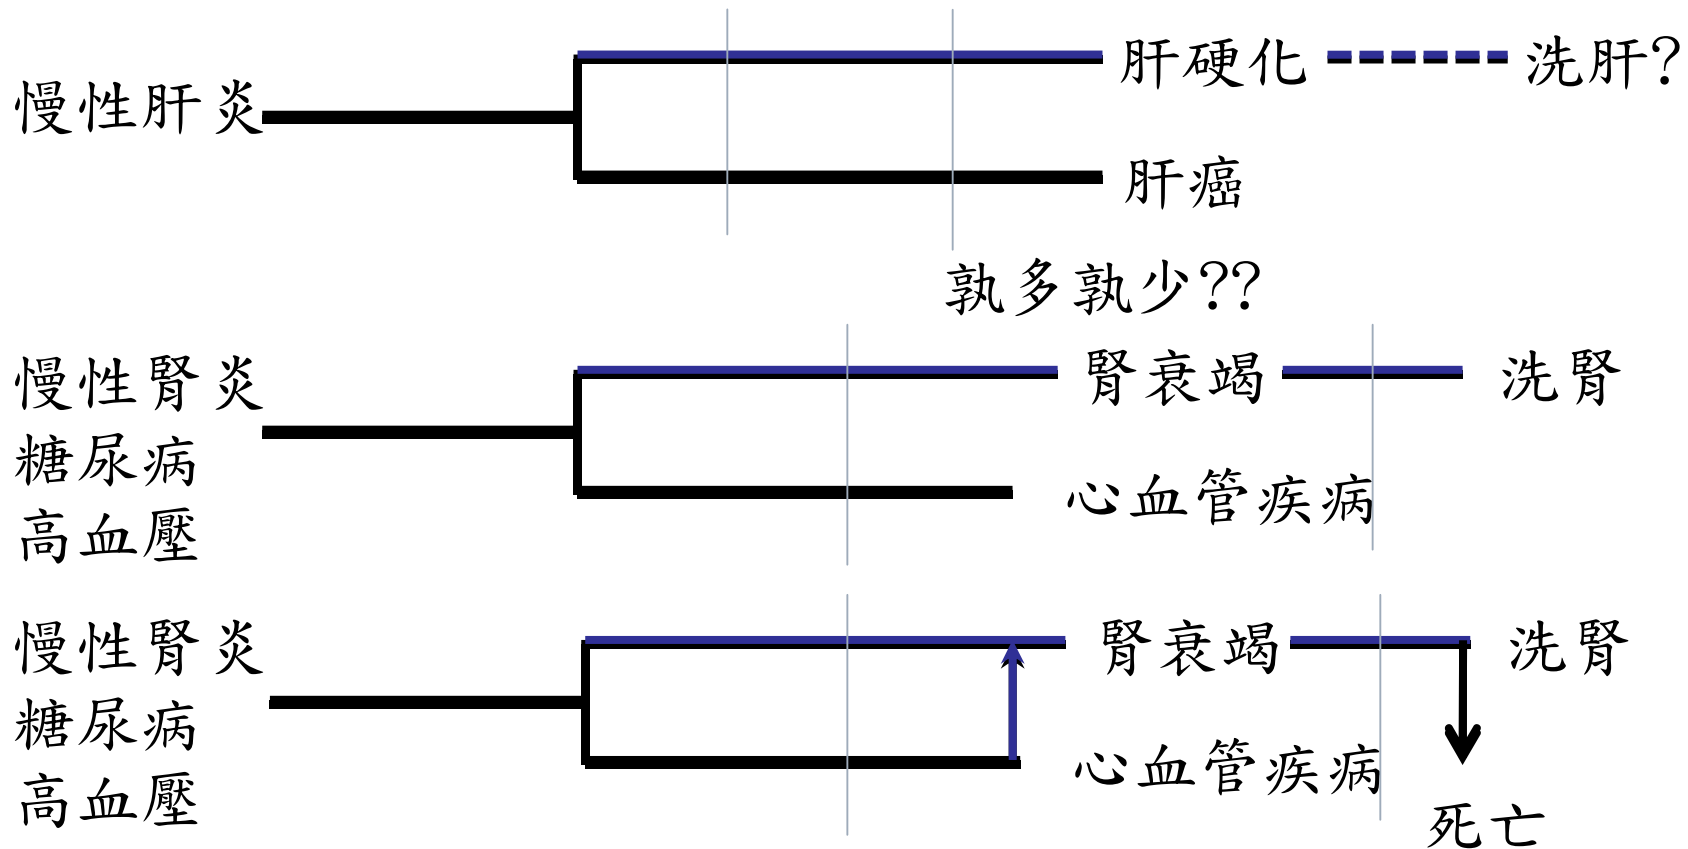 慢性肝炎
肝硬化
洗肝?
肝癌
孰多孰少??
慢性腎炎
糖尿病
高血壓
腎衰竭
洗腎
心血管疾病
慢性腎炎
糖尿病
高血壓
腎衰竭
洗腎
心血管疾病
死亡